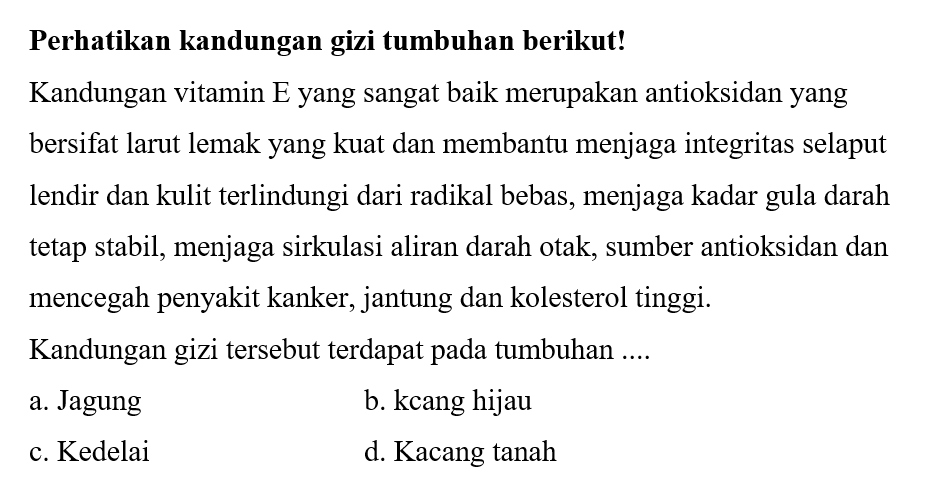 Perhatikan kandungan gizi tumbuhan berikut!
Kandungan vitamin E yang sangat baik merupakan antioksidan yang
bersifat larut lemak yang kuat dan membantu menjaga integritas selaput
lendir dan kulit terlindungi dari radikal bebas, menjaga kadar gula darah
tetap stabil, menjaga sirkulasi aliran darah otak, sumber antioksidan dan
mencegah penyakit kanker, jantung dan kolesterol tinggi.
Kandungan gizi tersebut terdapat pada tumbuhan ....
a. Jagung b. kcang hijau
c. Kedelai d. Kacang tanah